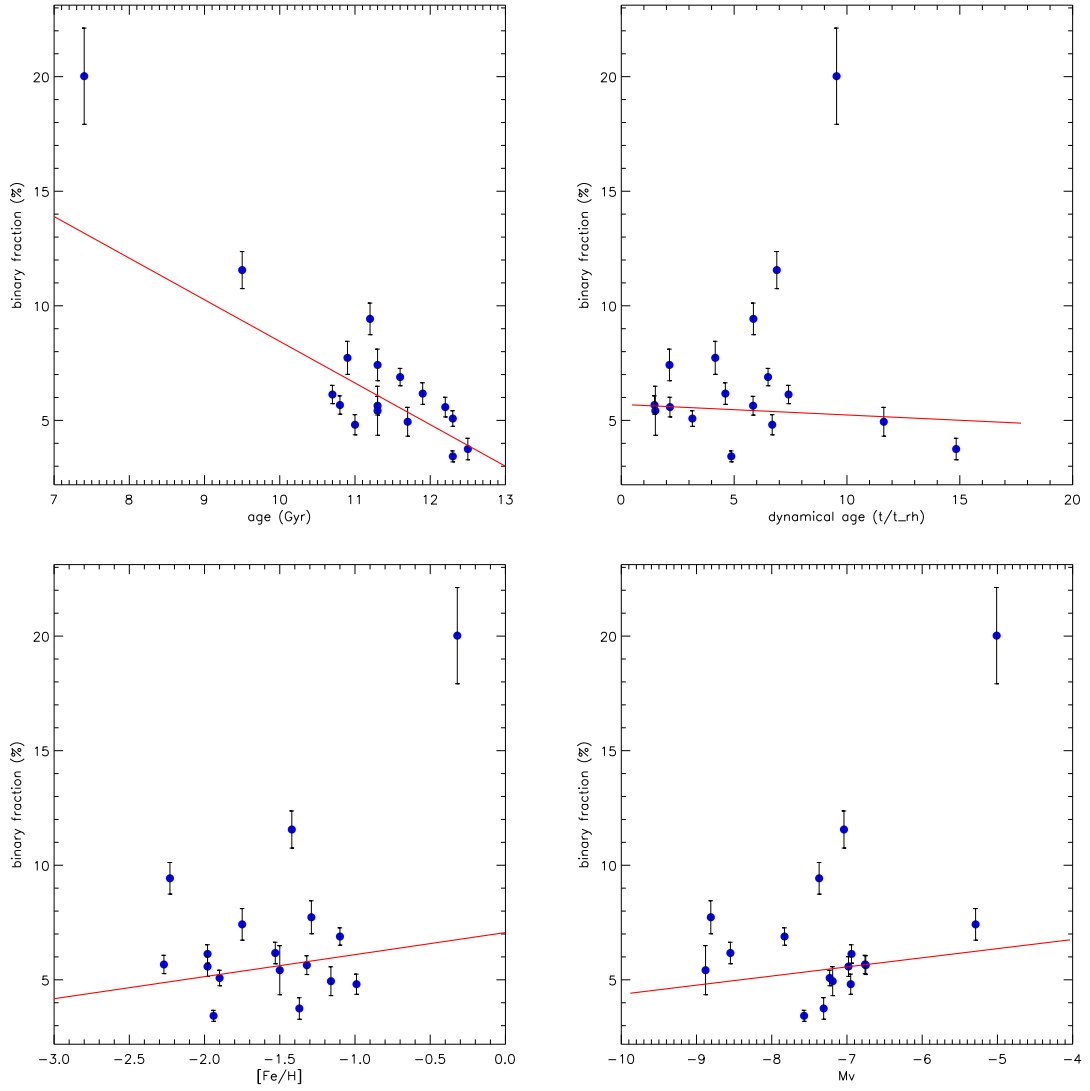 20
15
10
5
binary fraction (%)
7 8 9 10 11 12 13
age (Gyr)
20
15
10
5
binary fraction (%)
0 5 10 15 20
dynamical age (t/t_rh)
20
15
10
5
binary fraction (%)
−3.0 −2.5 −2.0 −1.5 −1.0 −0.5 0.0
[Fe/H]
20
15
10
5
binary fraction (%)
−10 −9 −8 −7 −6 −5 −4
Mv